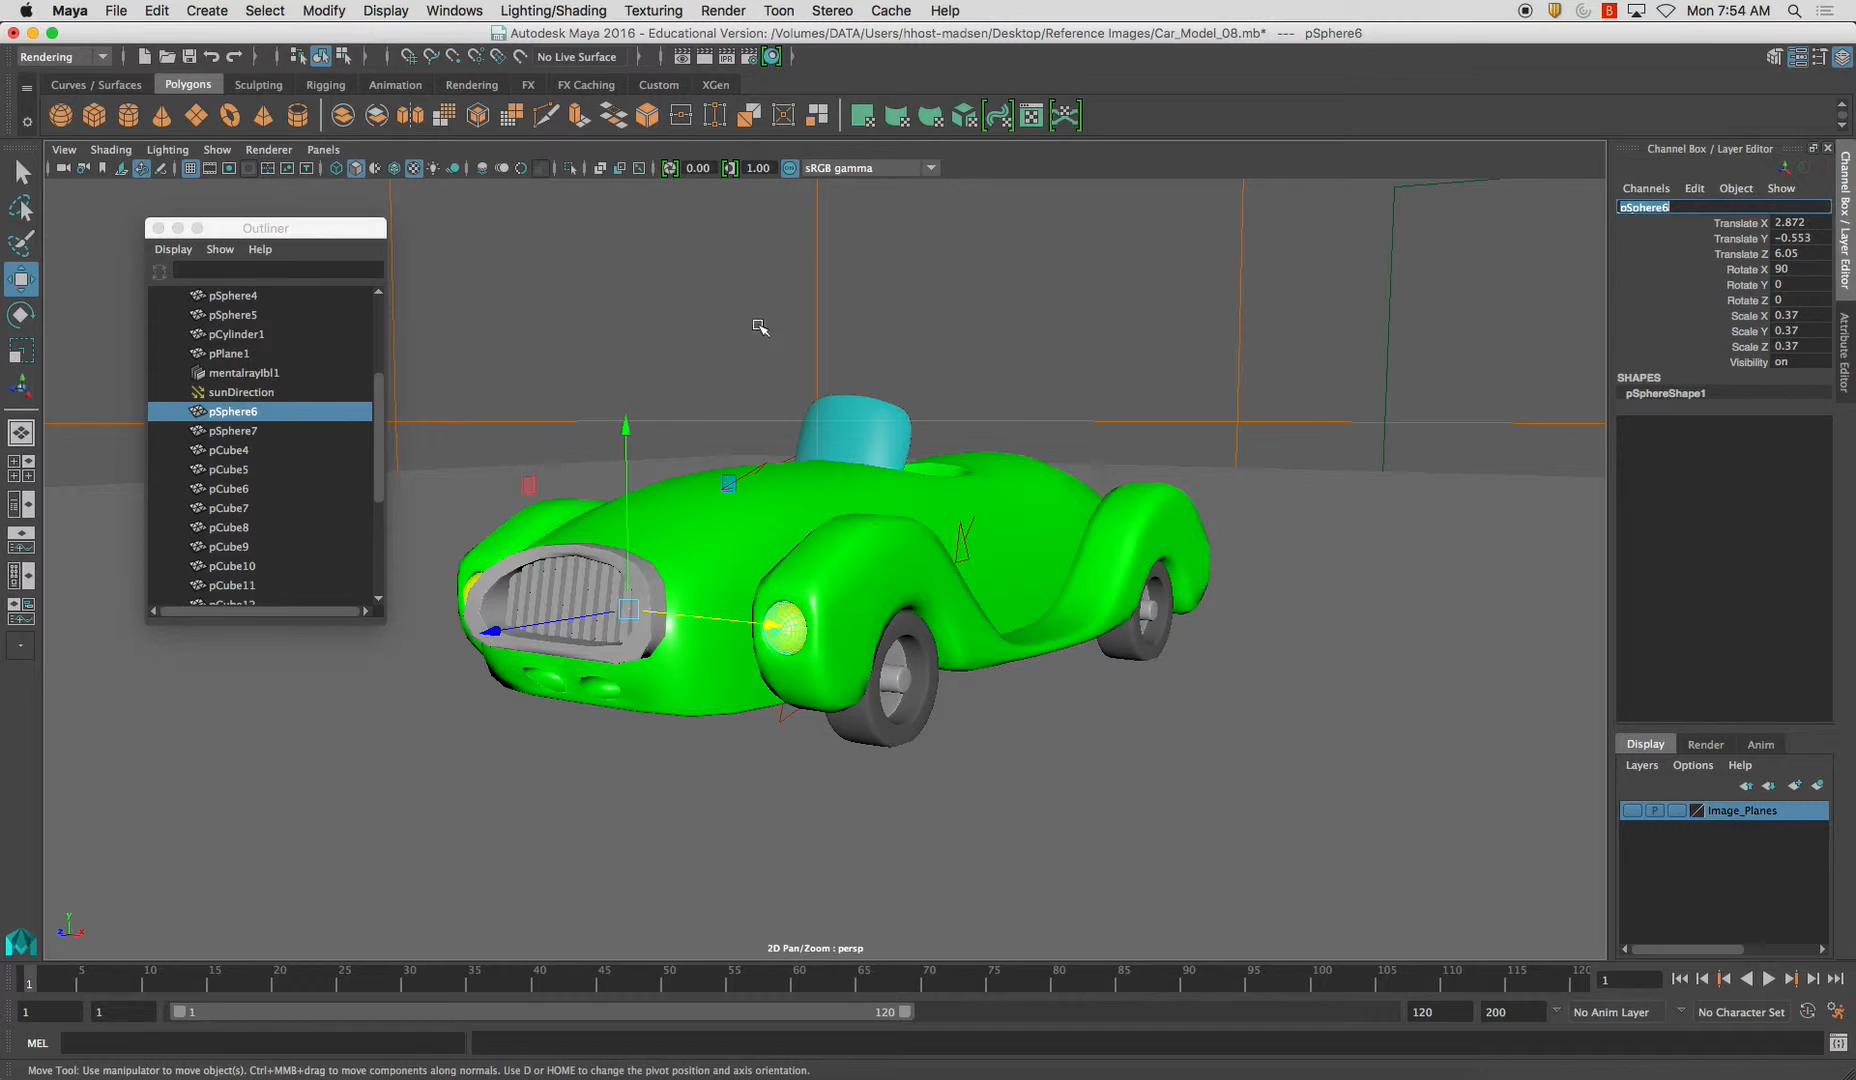 Maya File Edit Create Select Modify Display Windows Lighting/Shading Texturing Render Toon Stereo Cache Help Mon 7:54 AM
Autodesk Maya 2016 - Educational Version: /Volumes/DATA/Users/hhost-madsen/Desktop/Reference Images/Car_Model_08.mb* --- pSphere6
Rendering No Live Surface IPR
Curves / Surfaces Polygons Sculpting Rigging Animation Rendering FX FX Caching Custom XGen
View Shading Lighting Show Renderer Panels
0.00 1.00 sRGB gamma
Outliner
Display Show Help
pSphere4
pSphere5
pCylinder1
pPlane1
mentalrayIbl1
sunDirection
pSphere6
pSphere7
pCube4
pCube5
pCube6
pCube7
pCube8
pCube9
pCube10
pCube11
pCube12
2D Pan/Zoom : persp
Channel Box / Layer Editor
Channels Edit Object Show
pSphere6
Translate X 2.872
Translate Y -0.553
Translate Z 6.05
Rotate X 90
Rotate Y 0
Rotate Z 0
Scale X 0.37
Scale Y 0.37
Scale Z 0.37
Visibility on
SHAPES
pSphereShape1
Channel Box / Layer Editor
Attribute Editor
Display Render Anim
Layers Options Help
P Image_Planes
1 5 10 15 20 25 30 35 40 45 50 55 60 65 70 75 80 85 90 95 100 105 110 115 120 1
1 1 1 120 120 200 No Anim Layer No Character Set
MEL
Move Tool: Use manipulator to move object(s). Ctrl+MMB+drag to move components along normals. Use D or HOME to change the pivot position and axis orientation.